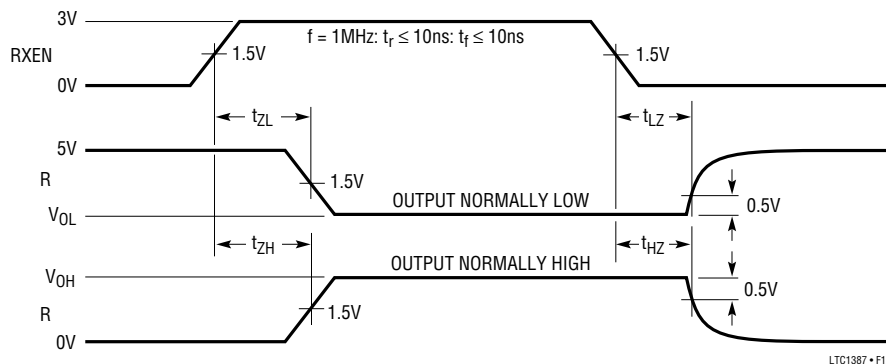 3V
RXEN
0V
1.5V
f = 1MHz: tr ≤ 10ns: tf ≤ 10ns
1.5V
tZL
tLZ
5V
R
VOL
1.5V
OUTPUT NORMALLY LOW
0.5V
tZH
tHZ
VOH
R
0V
1.5V
OUTPUT NORMALLY HIGH
0.5V
LTC1387 • F1